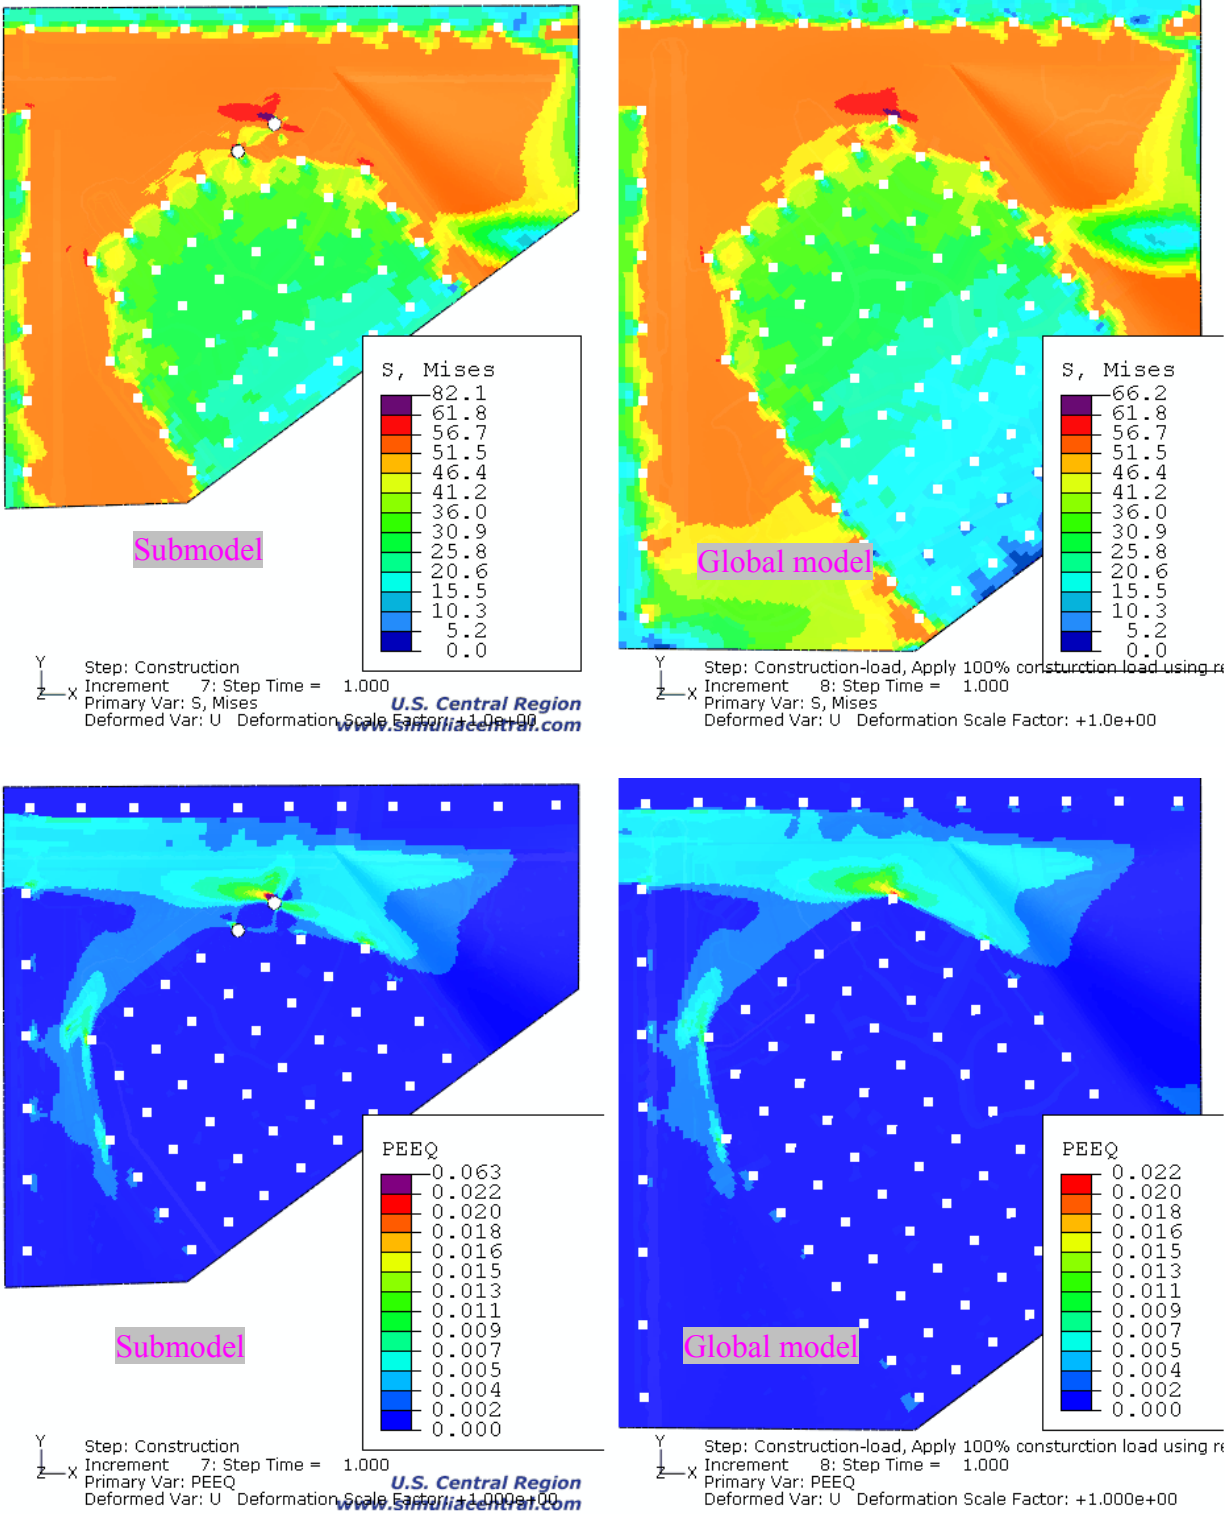 S, Mises
82.1
61.8
56.7
51.5
46.4
41.2
36.0
30.9
25.8
20.6
15.5
10.3
5.2
0.0
Submodel
Y
Z X
Step: Construction
Increment 7: Step Time = 1.000
Primary Var: S, Mises
Deformed Var: U Deformation Scale Factor: +1.0e+00
U.S. Central Region
www.simuliacentral.com
S, Mises
66.2
61.8
56.7
51.5
46.4
41.2
36.0
30.9
25.8
20.6
15.5
10.3
5.2
0.0
Global model
Y
Z X
Step: Construction-load, Apply 100% consturction load using re
Increment 8: Step Time = 1.000
Primary Var: S, Mises
Deformed Var: U Deformation Scale Factor: +1.0e+00
PEEQ
0.063
0.022
0.020
0.018
0.016
0.015
0.013
0.011
0.009
0.007
0.005
0.004
0.002
0.000
Submodel
Y
Z X
Step: Construction
Increment 7: Step Time = 1.000
Primary Var: PEEQ
Deformed Var: U Deformation Scale Factor: +1.000e+00
U.S. Central Region
www.simuliacentral.com
PEEQ
0.022
0.020
0.018
0.016
0.015
0.013
0.011
0.009
0.007
0.005
0.004
0.002
0.000
Global model
Y
Z X
Step: Construction-load, Apply 100% consturction load using re
Increment 8: Step Time = 1.000
Primary Var: PEEQ
Deformed Var: U Deformation Scale Factor: +1.000e+00